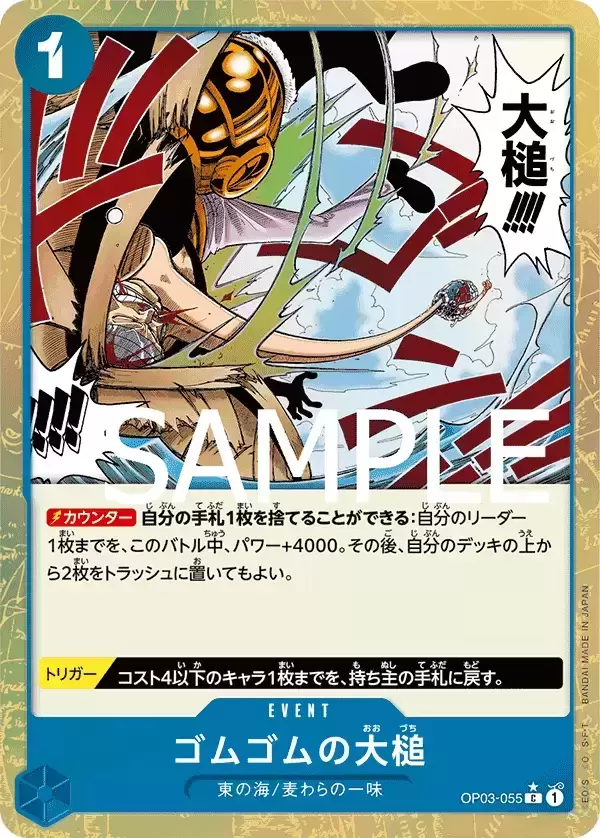 1
大槌!!!!
!!!!
SAMPLE
カウンター 自分の手札1枚を捨てることができる:自分のリーダー
1枚までを、このバトル中、パワー+4000。その後、自分のデッキの上か
ら2枚をトラッシュに置いてもよい。
トリガー コスト4以下のキャラ1枚までを、持ち主の手札に戻す。
EVENT
ゴムゴムの大槌
東の海/麦わらの一味
OP03-055 C 1
BANDAI MADE IN JAPAN